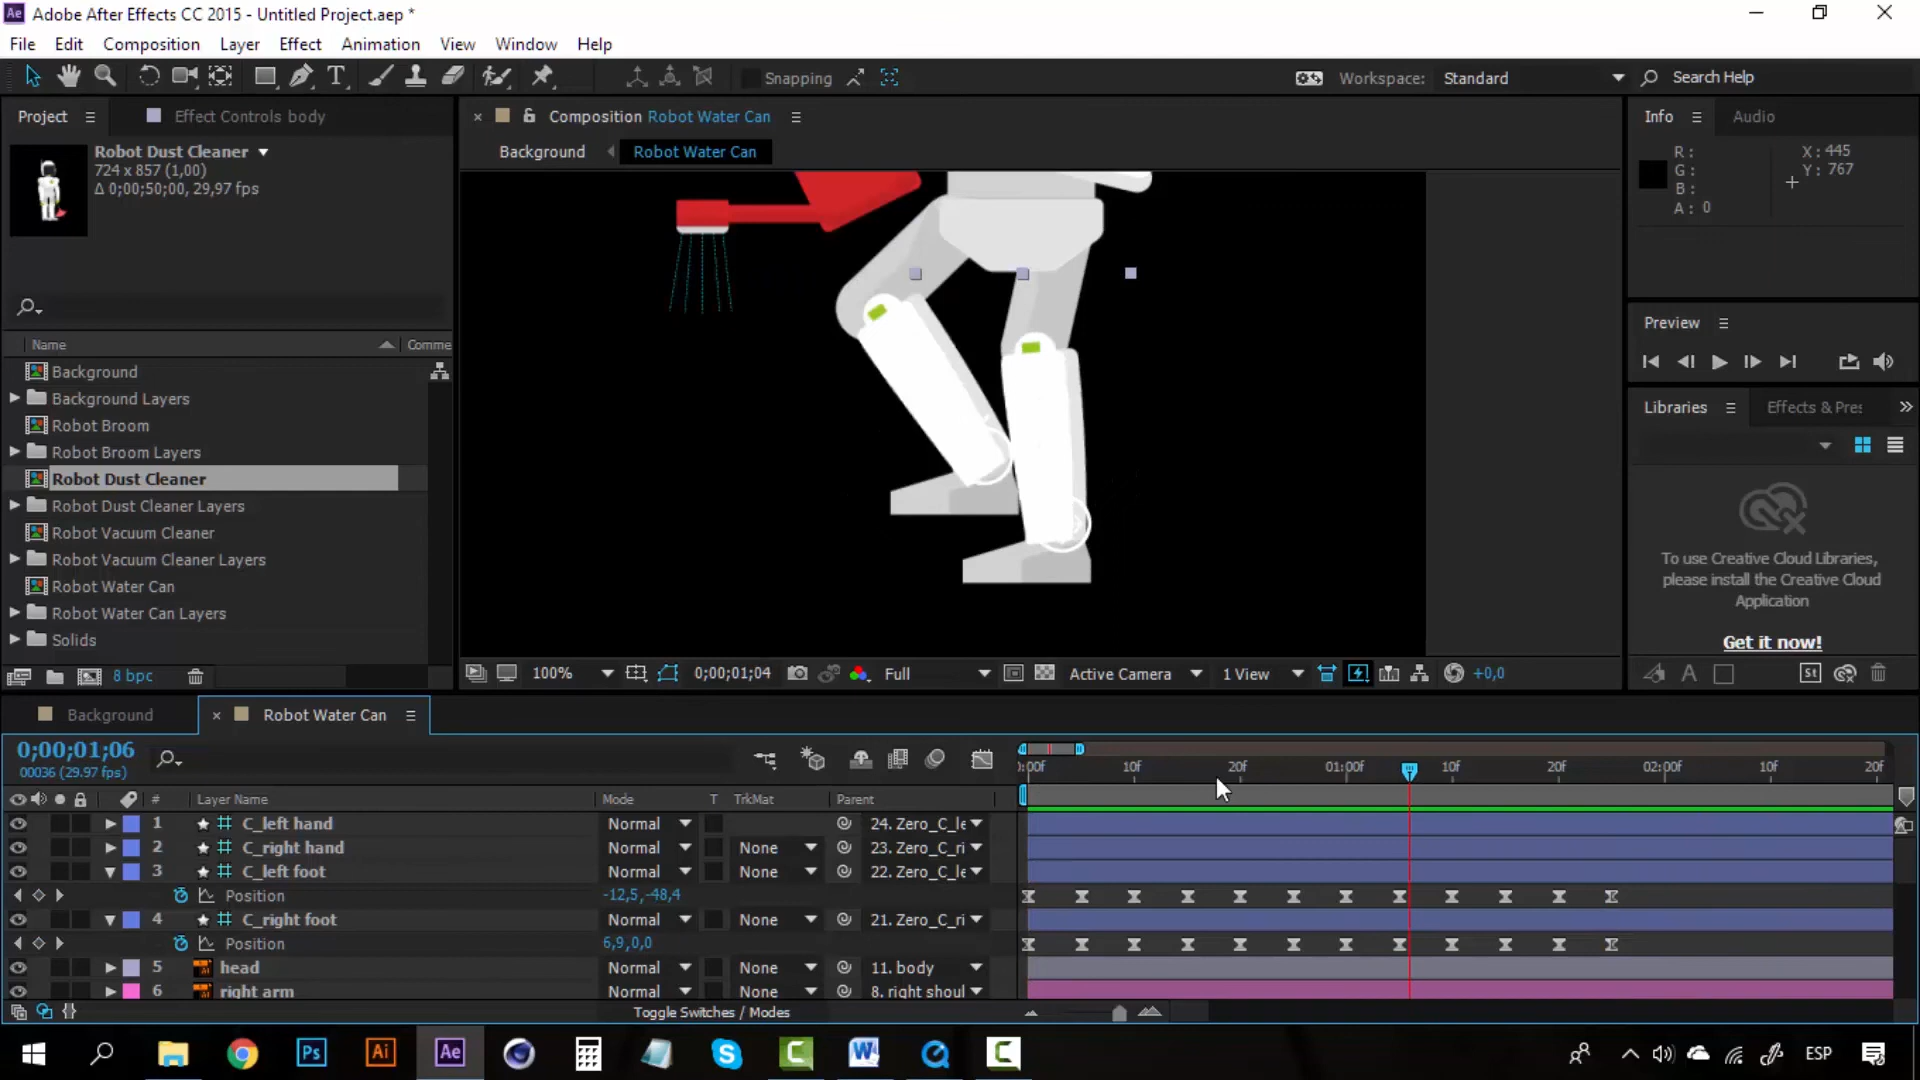 Ae Adobe After Effects CC 2015 - Untitled Project.aep *
File Edit Composition Layer Effect Animation View Window Help
T Snapping Workspace: Standard Search Help
Project Effect Controls body
Composition Robot Water Can
Info Audio
Robot Dust Cleaner
724 x 857 (1,00)
Δ 0;00;50;00, 29,97 fps
Background Robot Water Can
R: X: 445
G: Y: 767
B:
A: 0
Preview
Name Comme
Background
Background Layers
Robot Broom
Robot Broom Layers
Robot Dust Cleaner
Robot Dust Cleaner Layers
Robot Vacuum Cleaner
Robot Vacuum Cleaner Layers
Robot Water Can
Robot Water Can Layers
Solids
8 bpc
Libraries Effects & Pres
To use Creative Cloud Libraries,
please install the Creative Cloud
Application
Get it now!
St
100% 0;00;01;04 Full Active Camera 1 View +0,0
Background Robot Water Can
0;00;01;06
00036 (29.97 fps)
):00f 10f 20f 01:00f 10f 20f 02:00f 10f 20f
# Layer Name Mode T TrkMat Parent
1 C_left hand Normal 24. Zero_C_le
2 C_right hand Normal None 23. Zero_C_ri
3 C_left foot Normal None 22. Zero_C_le
Position -12,5,-48,4
4 C_right foot Normal None 21. Zero_C_ri
Position 6,9,0,0
5 head Normal None 11. body
6 right arm Normal None 8. right shoul
Toggle Switches / Modes
Ps Ai Ae ESP